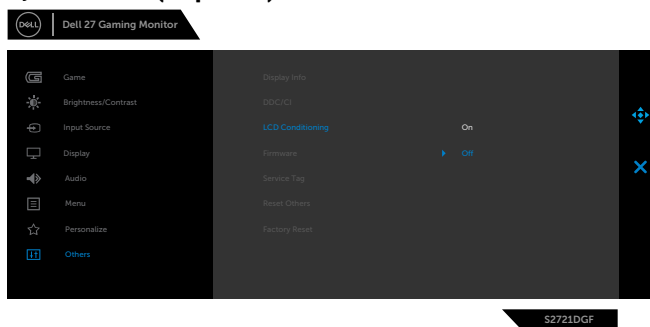 DELL Dell 27 Gaming Monitor
Game Display Info
Brightness/Contrast DDC/CI
Input Source LCD Conditioning On
Display Firmware Off
Audio Service Tag
Menu Reset Others
Personalize Factory Reset
Others
S2721DGF